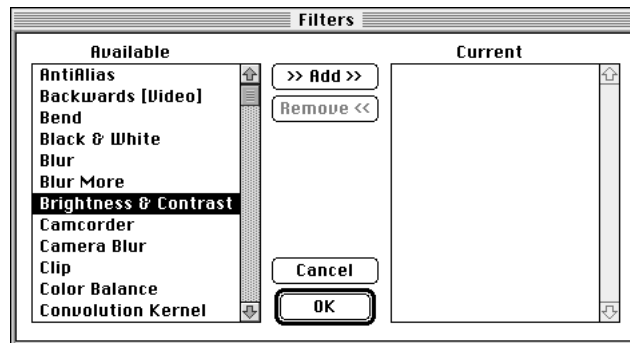 Filters
Available
AntiAlias
Backwards [Video]
Bend
Black & White
Blur
Blur More
Brightness & Contrast
Camcorder
Camera Blur
Clip
Color Balance
Convolution Kernel
>> Add >>
Remove <<
Cancel
OK
Current